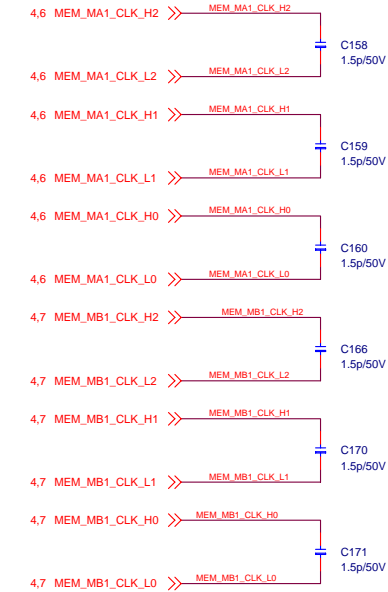 4,6 MEM_MA1_CLK_H2 MEM_MA1_CLK_H2
C158
1.5p/50V
4,6 MEM_MA1_CLK_L2 MEM_MA1_CLK_L2
4,6 MEM_MA1_CLK_H1 MEM_MA1_CLK_H1
C159
1.5p/50V
4,6 MEM_MA1_CLK_L1 MEM_MA1_CLK_L1
4,6 MEM_MA1_CLK_H0 MEM_MA1_CLK_H0
C160
1.5p/50V
4,6 MEM_MA1_CLK_L0 MEM_MA1_CLK_L0
4,7 MEM_MB1_CLK_H2 MEM_MB1_CLK_H2
C166
1.5p/50V
4,7 MEM_MB1_CLK_L2 MEM_MB1_CLK_L2
4,7 MEM_MB1_CLK_H1 MEM_MB1_CLK_H1
C170
1.5p/50V
4,7 MEM_MB1_CLK_L1 MEM_MB1_CLK_L1
4,7 MEM_MB1_CLK_H0 MEM_MB1_CLK_H0
C171
1.5p/50V
4,7 MEM_MB1_CLK_L0 MEM_MB1_CLK_L0